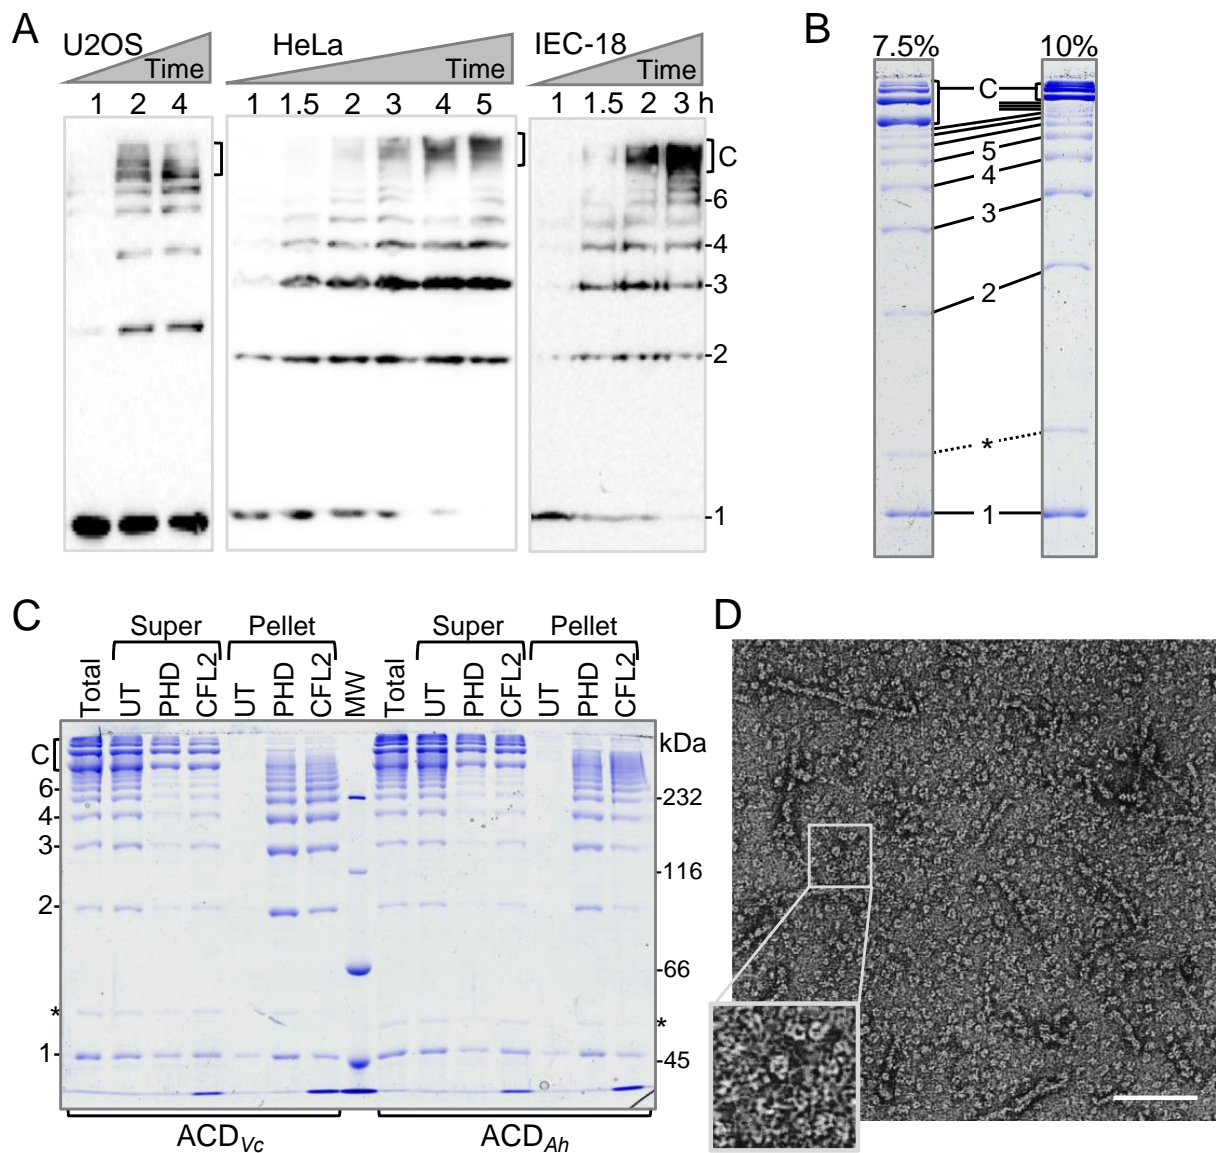 A
U2OS
Time
1 2 4
HeLa
Time
1 1.5 2 3 4 5
IEC-18
Time
1 1.5 2 3 h
C
-6
-4
-3
-2
-1
B
7.5% 10%
C
5
4
3
2
*
1
C
Super Pellet Super Pellet
Total UT PHD CFL2 UT PHD CFL2 MW Total UT PHD CFL2 UT PHD CFL2
C
6-
4-
3-
2-
*
1-
kDa
-232
-116
-66
*
-45
ACDVc ACDAh
D